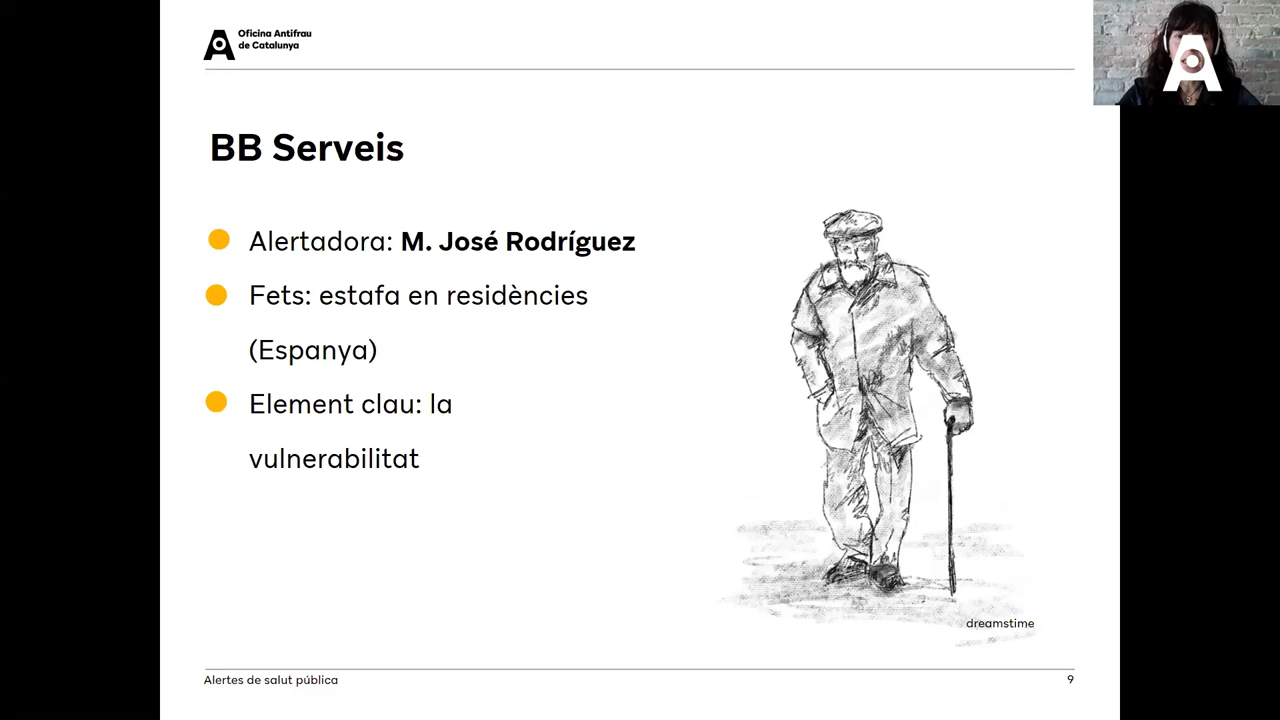 Oficina Antifrau
de Catalunya
BB Serveis
Alertadora: M. José Rodríguez
Fets: estafa en residències
(Espanya)
Element clau: la
vulnerabilitat
dreamstime
Alertes de salut pública
9